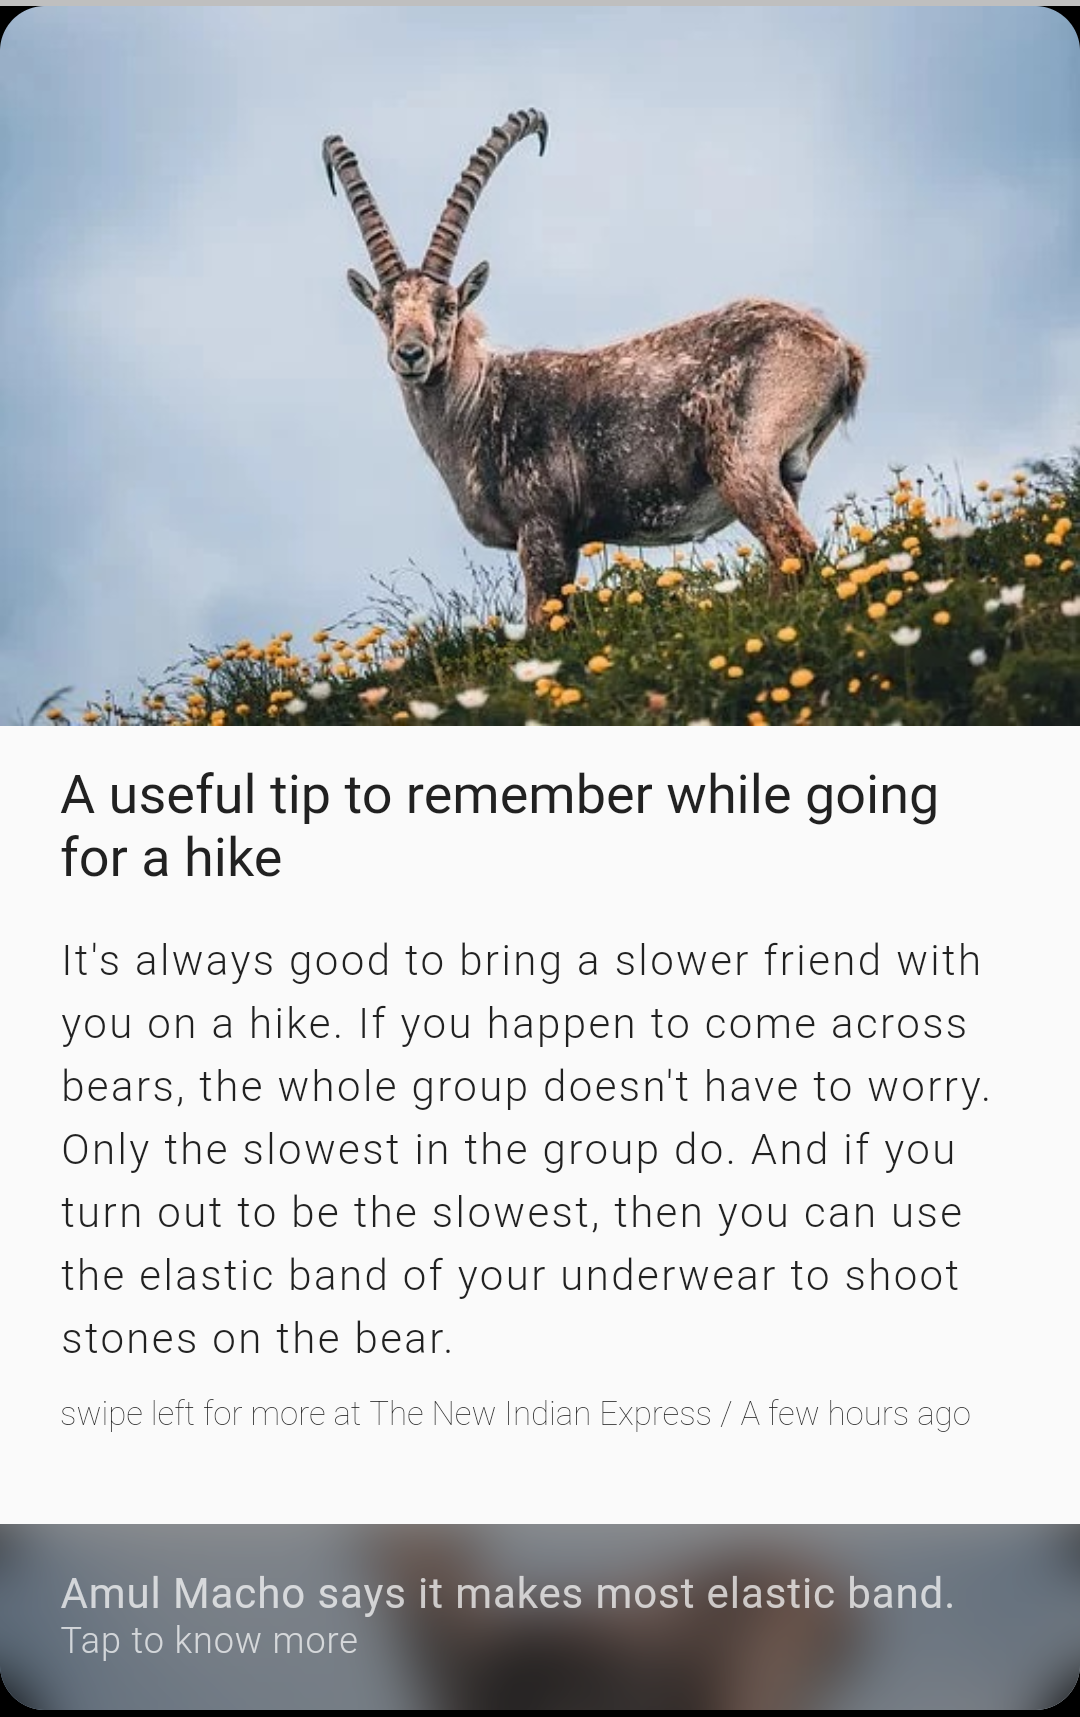 A useful tip to remember while going
for a hike
It's always good to bring a slower friend with
you on a hike. If you happen to come across
bears, the whole group doesn't have to worry.
Only the slowest in the group do. And if you
turn out to be the slowest, then you can use
the elastic band of your underwear to shoot
stones on the bear.
swipe left for more at The New Indian Express / A few hours ago
Amul Macho says it makes most elastic band.
Tap to know more